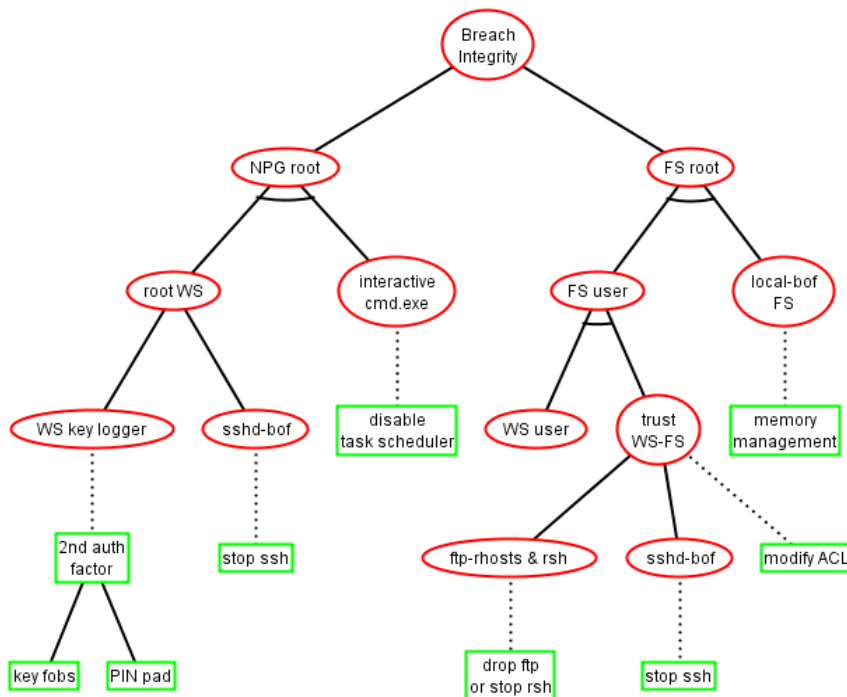 Breach
Integrity
NPG root
FS root
root WS
interactive
cmd.exe
FS user
local-bof
FS
WS key logger
sshd-bof
disable
task scheduler
WS user
trust
WS-FS
memory
management
2nd auth
factor
stop ssh
ftp-rhosts & rsh
sshd-bof
modify ACL
key fobs
PIN pad
drop ftp
or stop rsh
stop ssh